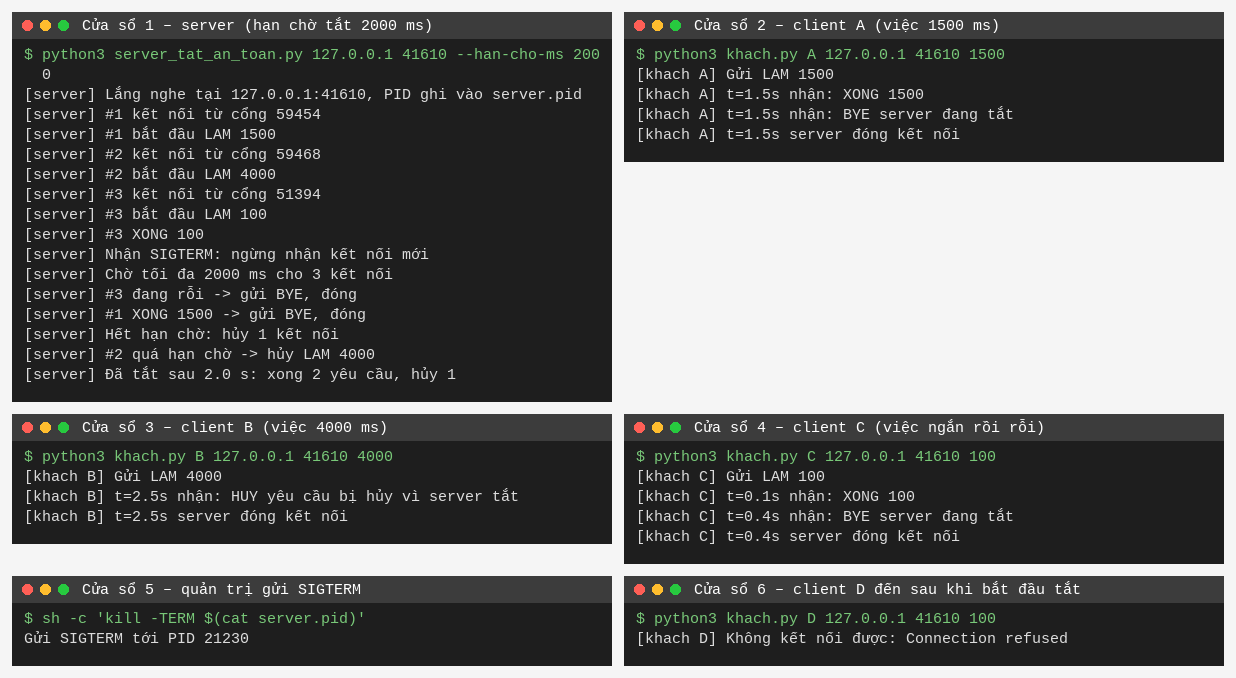 Cửa sổ 1 – server (hạn chờ tắt 2000 ms)
$ python3 server_tat_an_toan.py 127.0.0.1 41610 --han-cho-ms 200
0
[server] Lắng nghe tại 127.0.0.1:41610, PID ghi vào server.pid
[server] #1 kết nối từ cổng 59454
[server] #1 bắt đầu LAM 1500
[server] #2 kết nối từ cổng 59468
[server] #2 bắt đầu LAM 4000
[server] #3 kết nối từ cổng 51394
[server] #3 bắt đầu LAM 100
[server] #3 XONG 100
[server] Nhận SIGTERM: ngừng nhận kết nối mới
[server] Chờ tối đa 2000 ms cho 3 kết nối
[server] #3 đang rỗi -> gửi BYE, đóng
[server] #1 XONG 1500 -> gửi BYE, đóng
[server] Hết hạn chờ: hủy 1 kết nối
[server] #2 quá hạn chờ -> hủy LAM 4000
[server] Đã tắt sau 2.0 s: xong 2 yêu cầu, hủy 1
Cửa sổ 2 – client A (việc 1500 ms)
$ python3 khach.py A 127.0.0.1 41610 1500
[khach A] Gửi LAM 1500
[khach A] t=1.5s nhận: XONG 1500
[khach A] t=1.5s nhận: BYE server đang tắt
[khach A] t=1.5s server đóng kết nối
Cửa sổ 3 – client B (việc 4000 ms)
$ python3 khach.py B 127.0.0.1 41610 4000
[khach B] Gửi LAM 4000
[khach B] t=2.5s nhận: HUY yêu cầu bị hủy vì server tắt
[khach B] t=2.5s server đóng kết nối
Cửa sổ 4 – client C (việc ngắn rồi rỗi)
$ python3 khach.py C 127.0.0.1 41610 100
[khach C] Gửi LAM 100
[khach C] t=0.1s nhận: XONG 100
[khach C] t=0.4s nhận: BYE server đang tắt
[khach C] t=0.4s server đóng kết nối
Cửa sổ 5 – quản trị gửi SIGTERM
$ sh -c 'kill -TERM $(cat server.pid)'
Gửi SIGTERM tới PID 21230
Cửa sổ 6 – client D đến sau khi bắt đầu tắt
$ python3 khach.py D 127.0.0.1 41610 100
[khach D] Không kết nối được: Connection refused